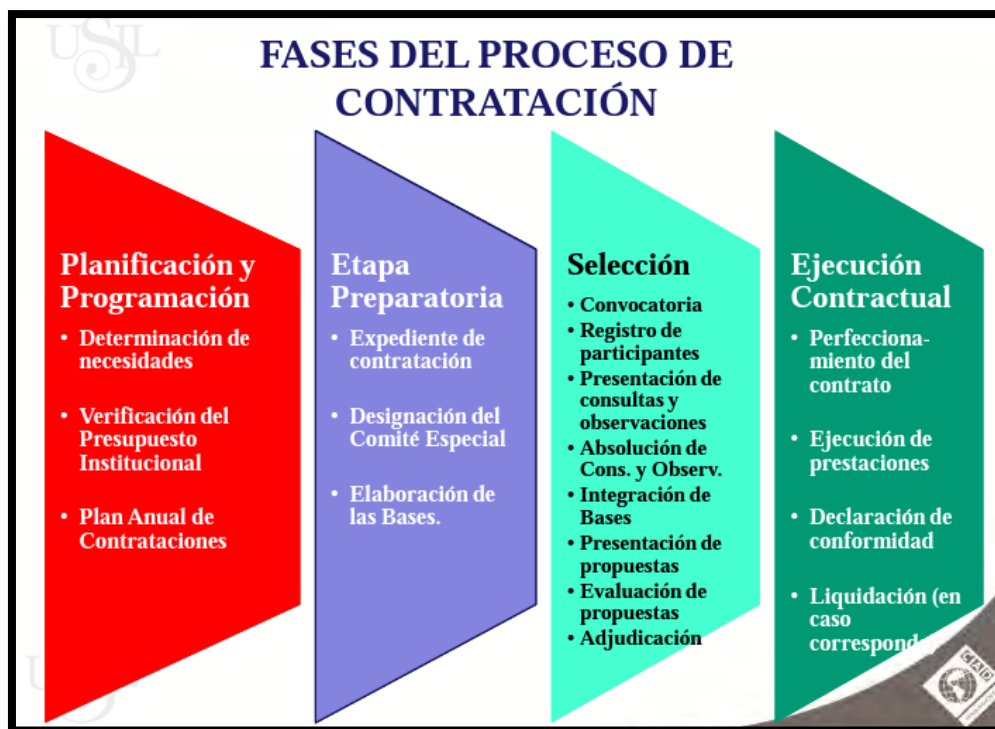 USIL
FASES DEL PROCESO DE
CONTRATACIÓN
Planificación y
Programación
• Determinación de
necesidades
• Verificación del
Presupuesto
Institucional
• Plan Anual de
Contrataciones
Etapa
Preparatoria
• Expediente de
contratación
• Designación del
Comité Especial
• Elaboración de
las Bases.
Selección
• Convocatoria
• Registro de
participantes
• Presentación de
consultas y
observaciones
• Absolución de
Cons. y Observ.
• Integración de
Bases
• Presentación de
propuestas
• Evaluación de
propuestas
• Adjudicación
Ejecución
Contractual
• Perfecciona-
miento del
contrato
• Ejecución de
prestaciones
• Declaración de
conformidad
• Liquidación (en
caso
corresponda)
CAD